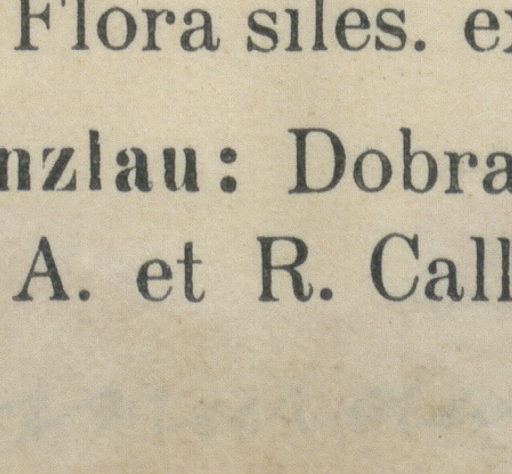 Flora siles. ex
nzlau: Dobra
A. et R. Call